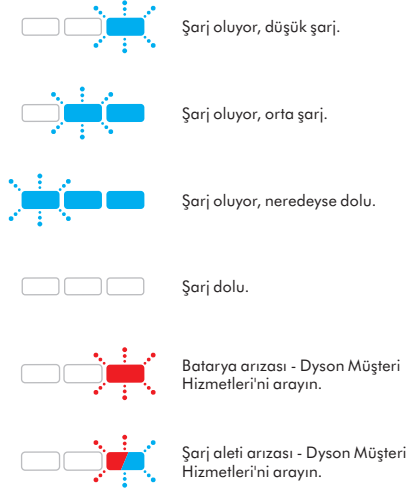 Şarj oluyor, düşük şarj.
Şarj oluyor, orta şarj.
Şarj oluyor, neredeyse dolu.
Şarj dolu.
Batarya arızası - Dyson Müşteri
Hizmetleri'ni arayın.
Şarj aleti arızası - Dyson Müşteri
Hizmetleri'ni arayın.